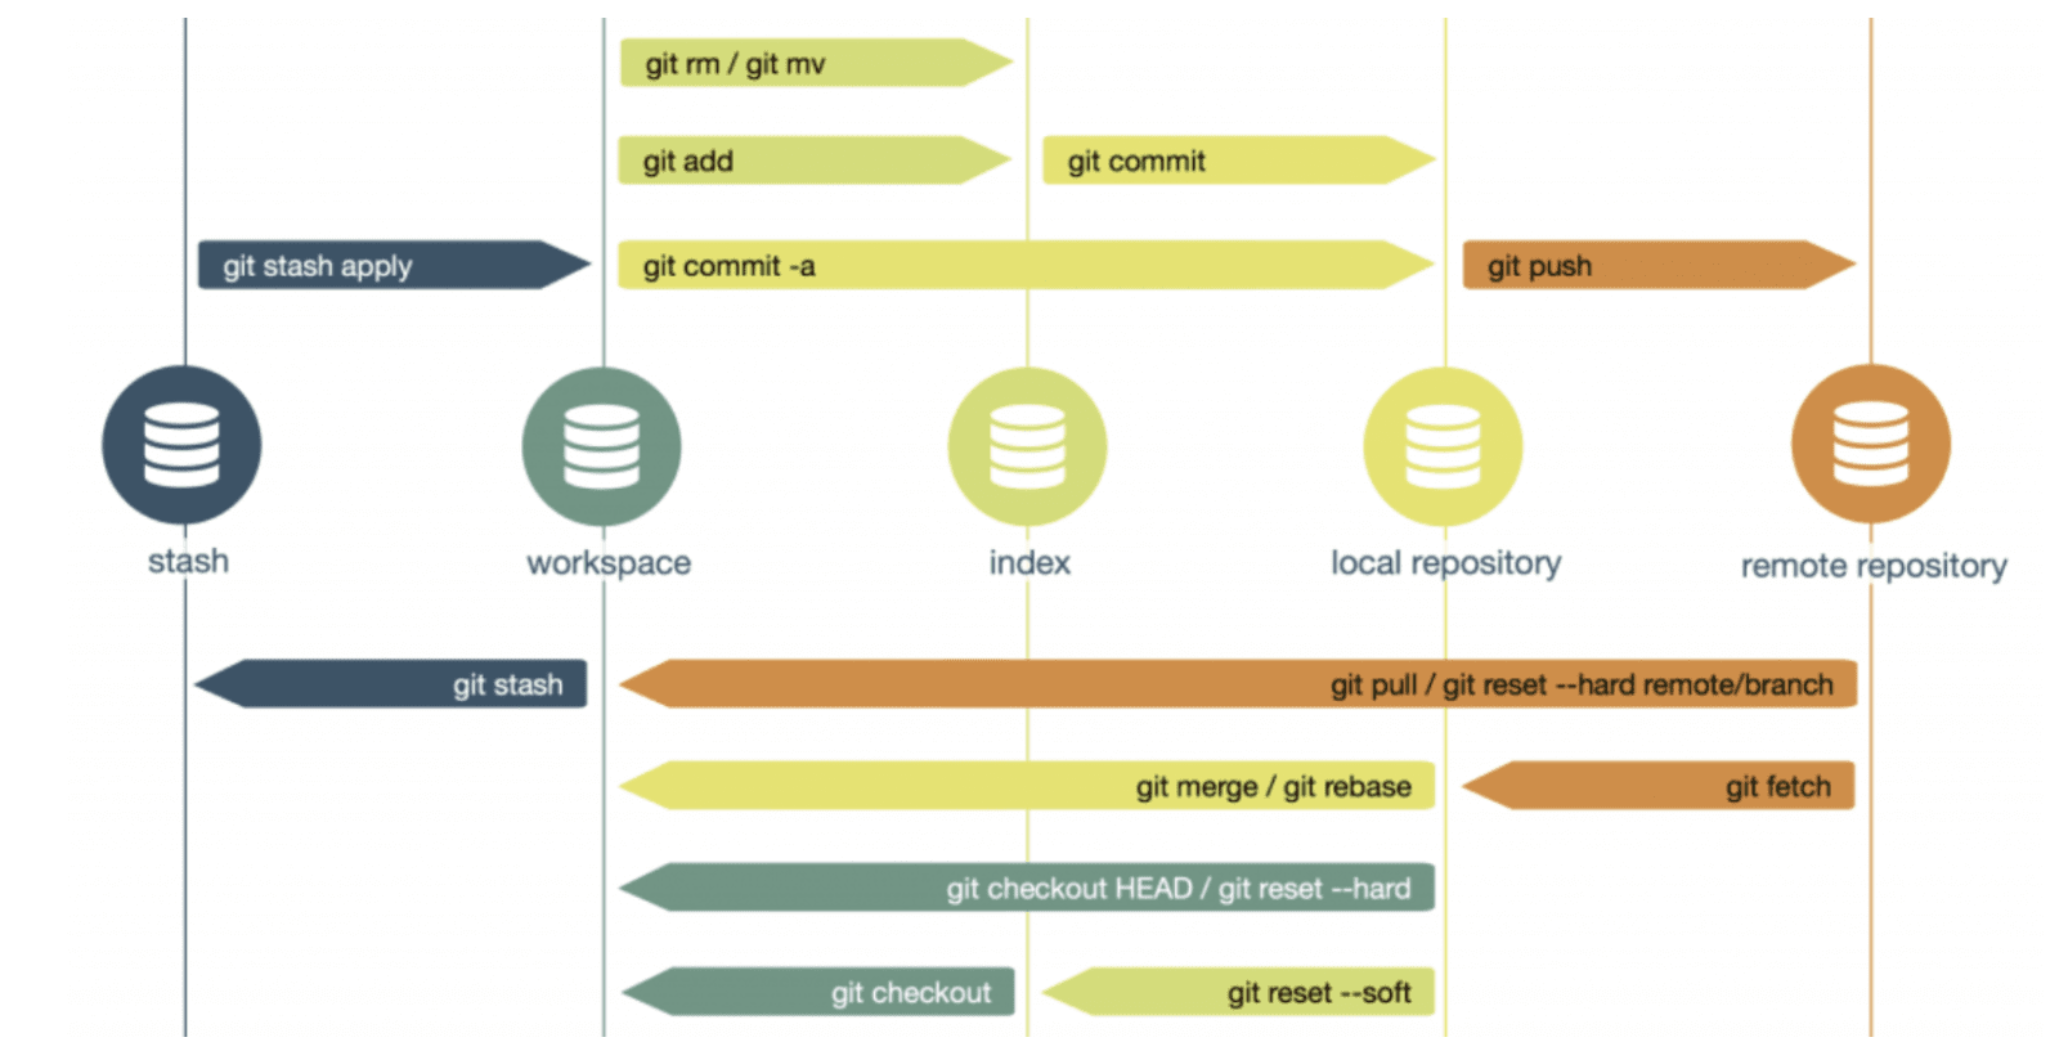 git rm / git mv
git add
git commit
git stash apply
git commit -a
git push
stash
workspace
index
local repository
remote repository
git stash
git pull / git reset --hard remote/branch
git merge / git rebase
git fetch
git checkout HEAD / git reset --hard
git checkout
git reset --soft